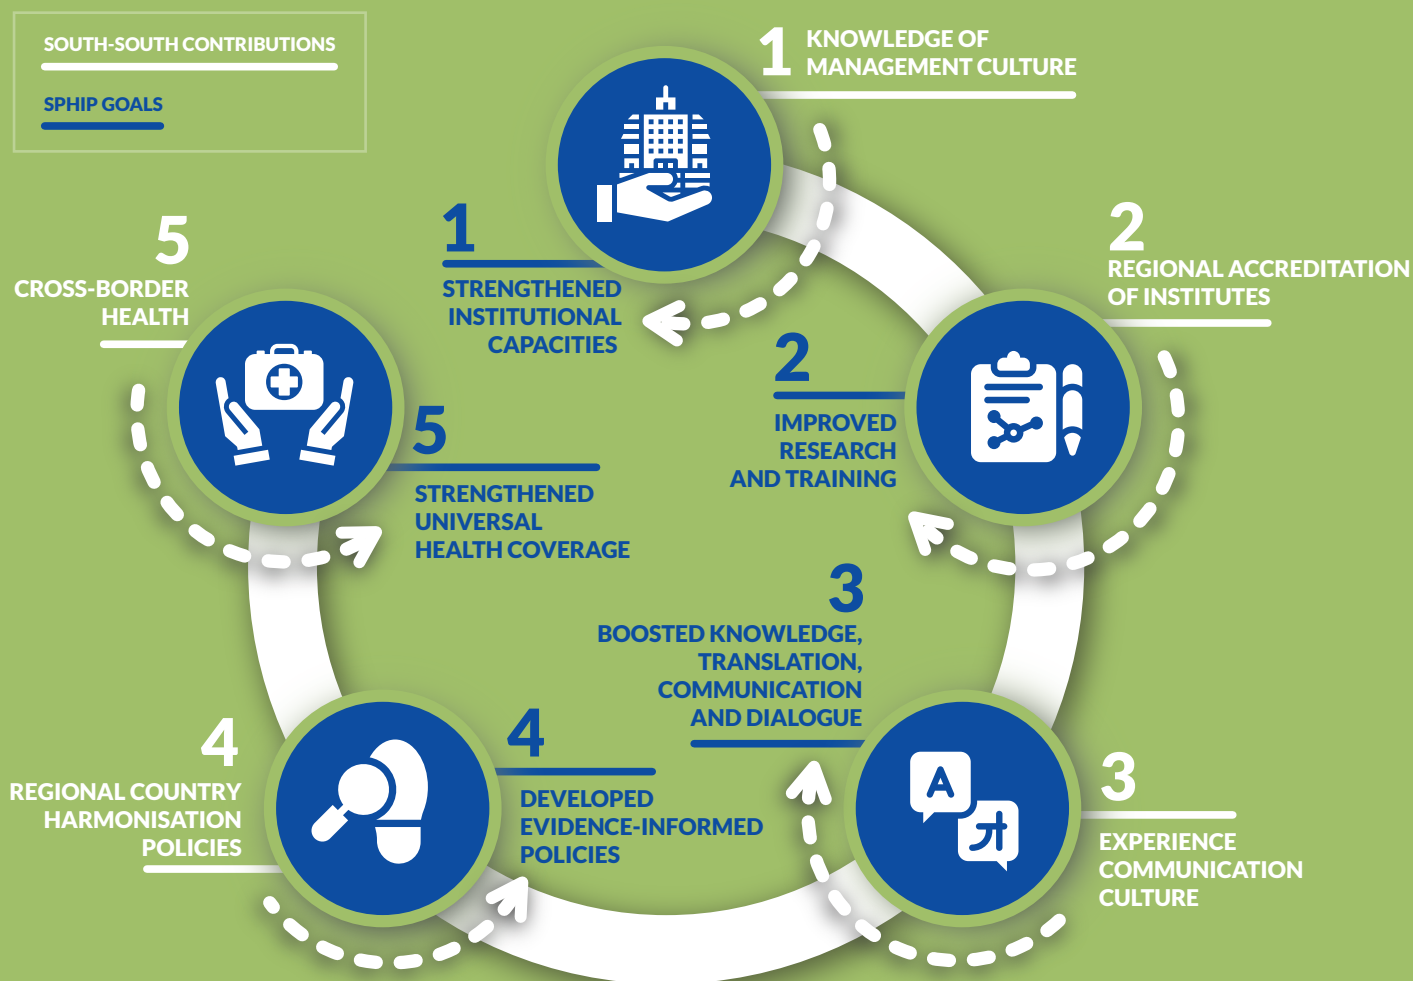 SOUTH-SOUTH CONTRIBUTIONS
SPHIP GOALS
1
KNOWLEDGE OF
MANAGEMENT CULTURE
1
STRENGTHENED
INSTITUTIONAL
CAPACITIES
2
REGIONAL ACCREDITATION
OF INSTITUTES
2
IMPROVED
RESEARCH
AND TRAINING
3
EXPERIENCE
COMMUNICATION
CULTURE
3
BOOSTED KNOWLEDGE,
TRANSLATION,
COMMUNICATION
AND DIALOGUE
4
REGIONAL COUNTRY
HARMONISATION
POLICIES
4
DEVELOPED
EVIDENCE-INFORMED
POLICIES
5
CROSS-BORDER
HEALTH
5
STRENGTHENED
UNIVERSAL
HEALTH COVERAGE
A